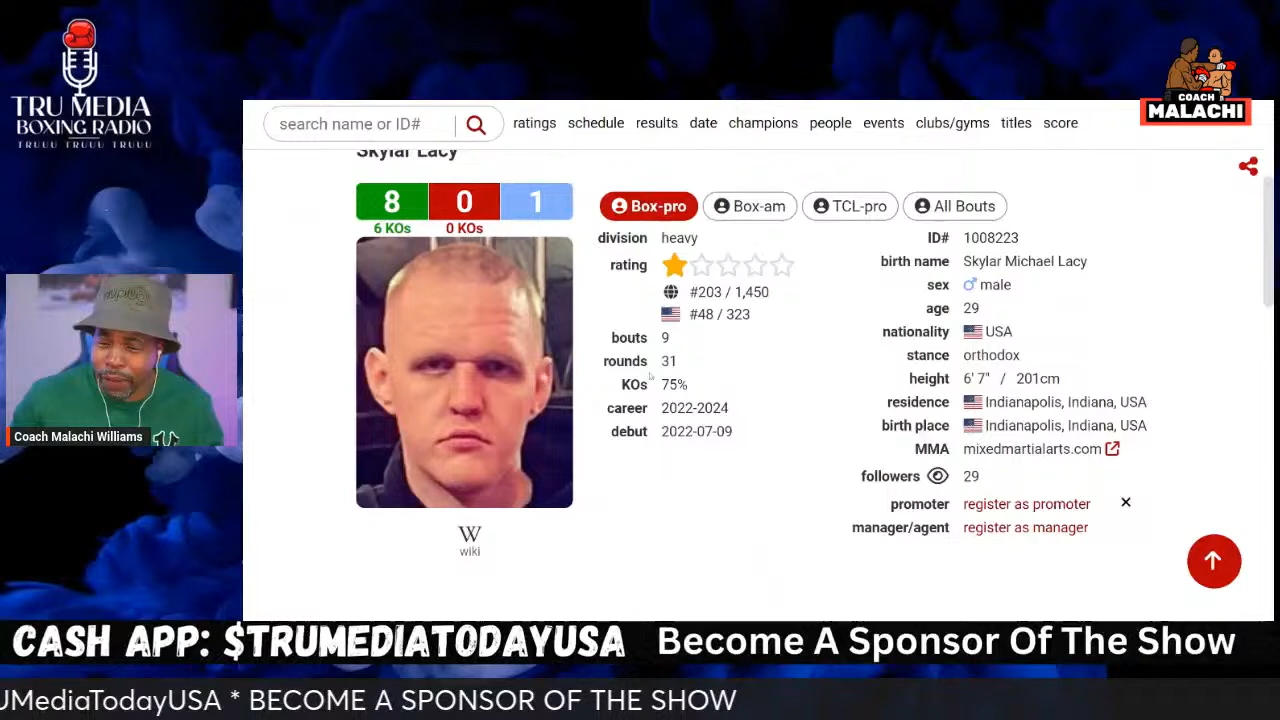 TRU MEDIA
BOXING RADIO
TRUUU TRUUU TRUUU
COACH
MALACHI
search name or ID#
ratings schedule results date champions people events clubs/gyms titles score
Skylar Lacy
8 0 1
6 KOs 0 KOs
Box-pro Box-am TCL-pro All Bouts
division heavy
rating
#203 / 1,450
#48 / 323
bouts 9
rounds 31
KOs 75%
career 2022-2024
debut 2022-07-09
ID# 1008223
birth name Skylar Michael Lacy
sex ♂ male
age 29
nationality USA
stance orthodox
height 6' 7" / 201cm
residence Indianapolis, Indiana, USA
birth place Indianapolis, Indiana, USA
MMA mixedmartialarts.com
followers 29
promoter register as promoter
manager/agent register as manager
W
wiki
Coach Malachi Williams
CASH APP: $TRUMEDIATODAYUSA Become A Sponsor Of The Show
UMediaTodayUSA * BECOME A SPONSOR OF THE SHOW